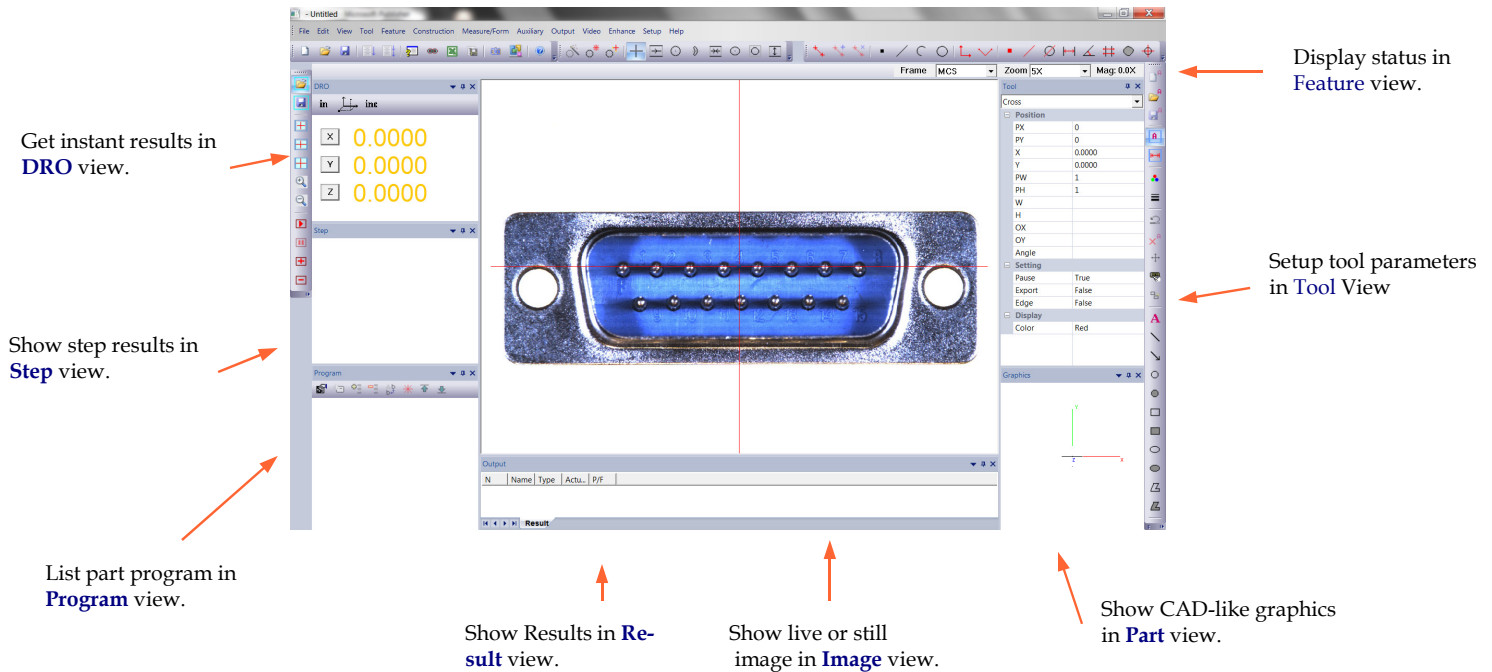 - Untitled
File Edit View Tool Feature Construction Measure/Form Auxiliary Output Video Enhance Setup Help
Frame MCS Zoom 5X Mag: 0.0X
Display status in
Feature view.
Get instant results in
DRO view.
DRO
in inc
X 0.0000
Y 0.0000
Z 0.0000
Step
Show step results in
Step view.
Program
List part program in
Program view.
Tool
Cross
Position
PX 0
PY 0
X 0.0000
Y 0.0000
PW 1
PH 1
W
H
OX
OY
Angle
Setting
Pause True
Export False
Edge False
Display
Color Red
Setup tool parameters
in Tool View
Graphics
Y
Z X
Output
N Name Type Actu... P/F
Result
Show Results in Re-
sult view.
Show live or still
image in Image view.
Show CAD-like graphics
in Part view.